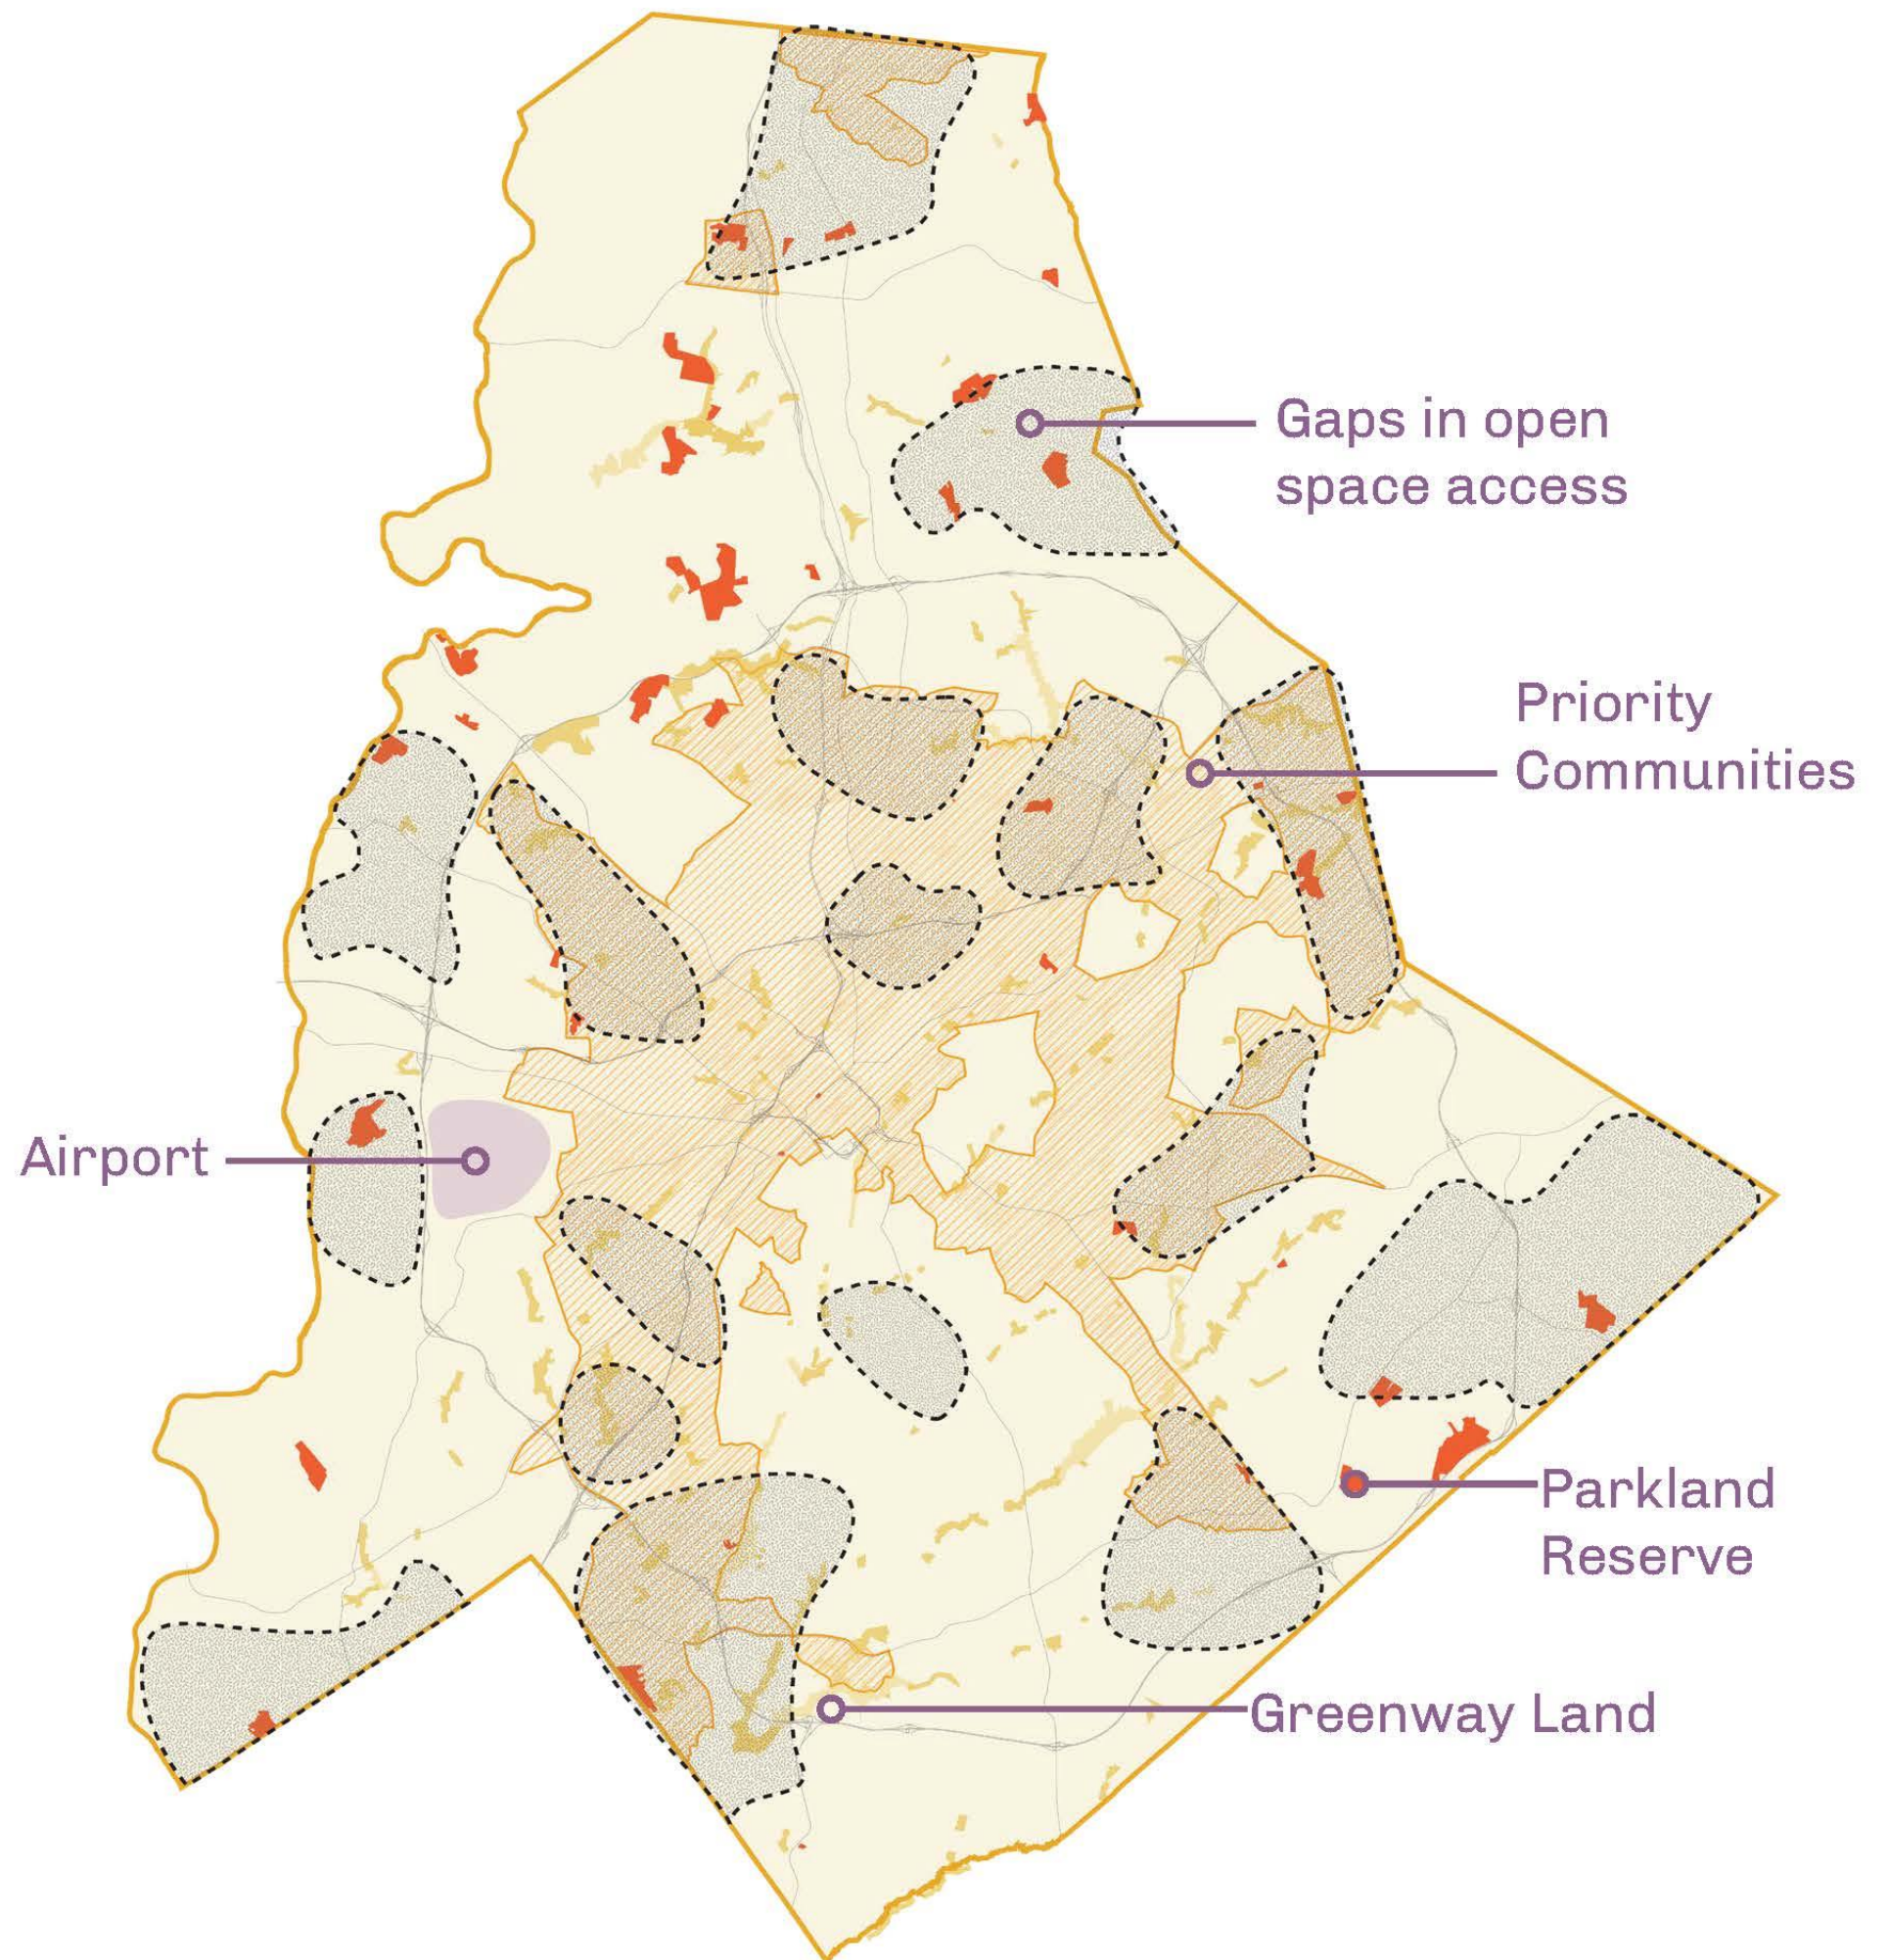 Gaps in open
space access
Priority
Communities
Airport
Parkland
Reserve
Greenway Land